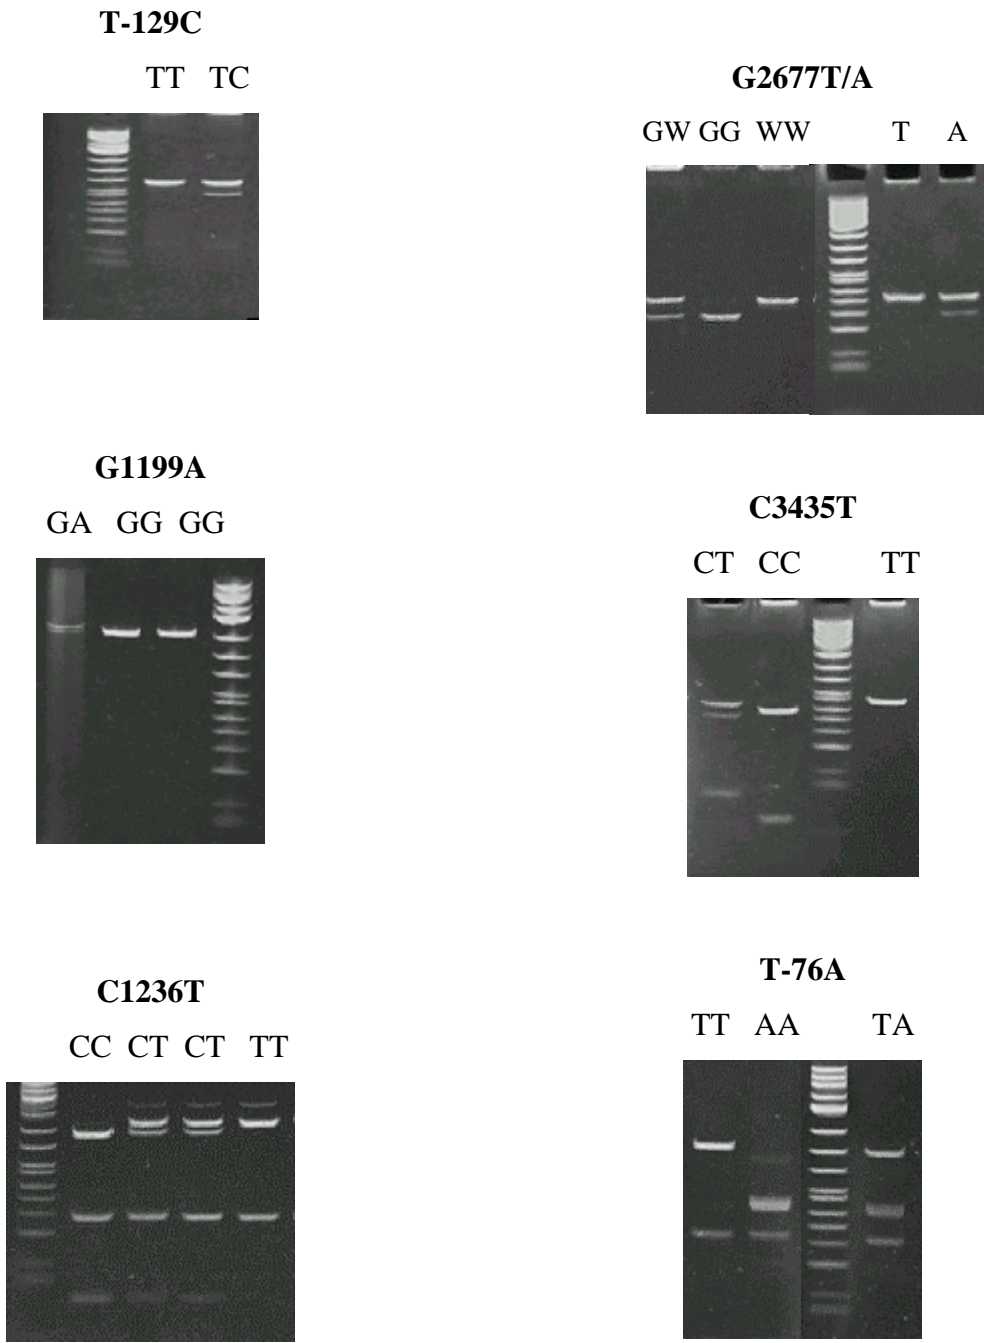 T-129C
TT TC
G1199A
GA GG GG
C1236T
CC CT CT TT
G2677T/A
GW GG WW T A
C3435T
CT CC TT
T-76A
TT AA TA